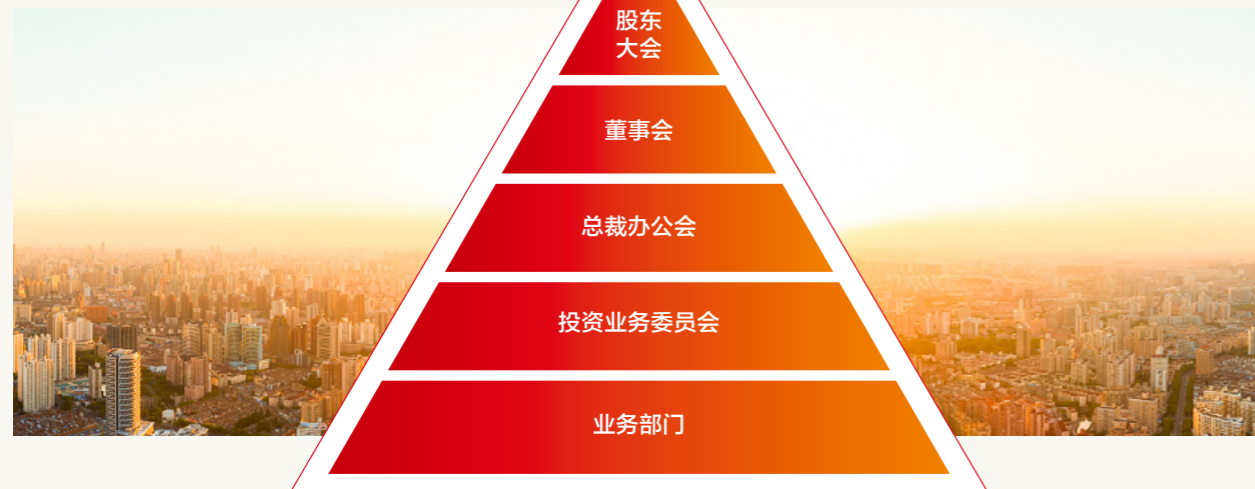 股东
大会
董事会
总裁办公会
投资业务委员会
业务部门